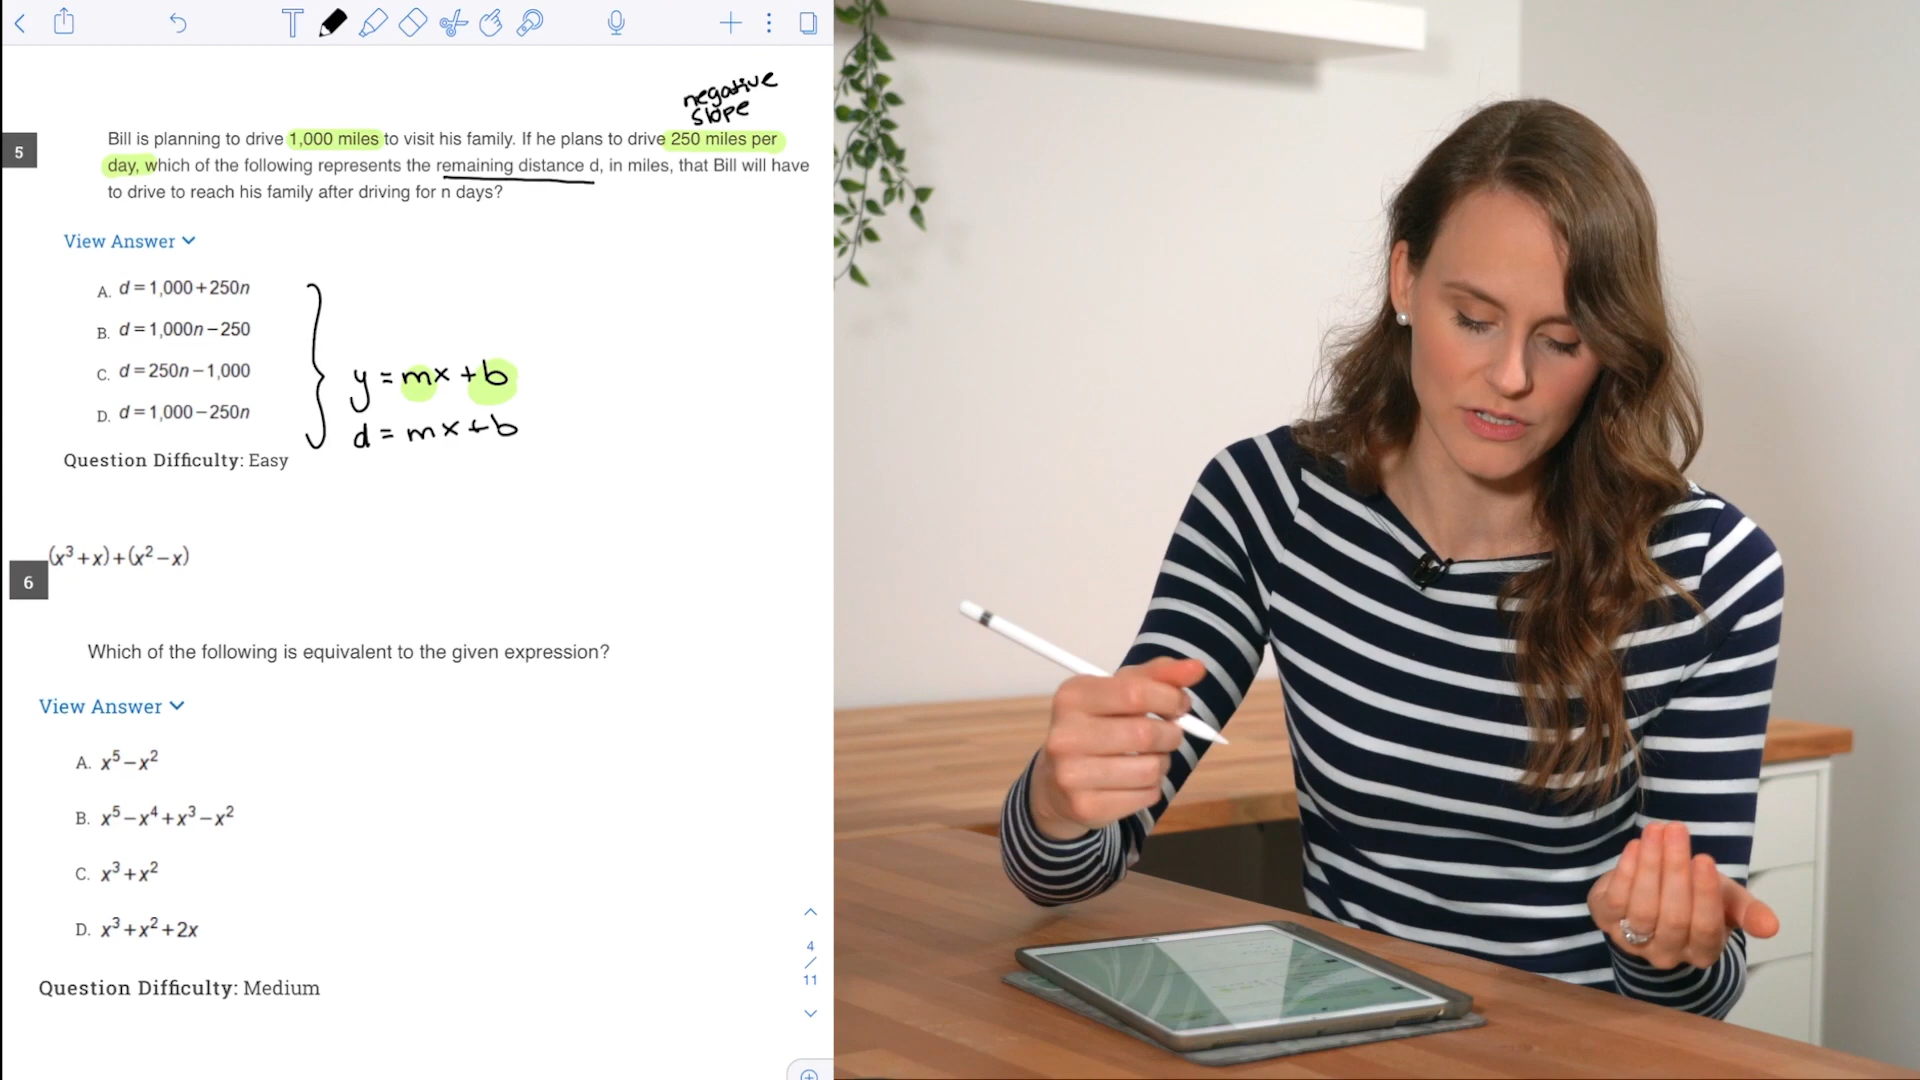 negative
slope
5
Bill is planning to drive 1,000 miles to visit his family. If he plans to drive 250 miles per
day, which of the following represents the remaining distance d, in miles, that Bill will have
to drive to reach his family after driving for n days?
View Answer
A. d = 1,000 + 250n
B. d = 1,000n − 250
C. d = 250n − 1,000
D. d = 1,000 − 250n
y = mx + b
d = mx + b
Question Difficulty: Easy
6
(x³ + x) + (x² − x)
Which of the following is equivalent to the given expression?
View Answer
A. x⁵ − x²
B. x⁵ − x⁴ + x³ − x²
C. x³ + x²
D. x³ + x² + 2x
Question Difficulty: Medium
4
/
11